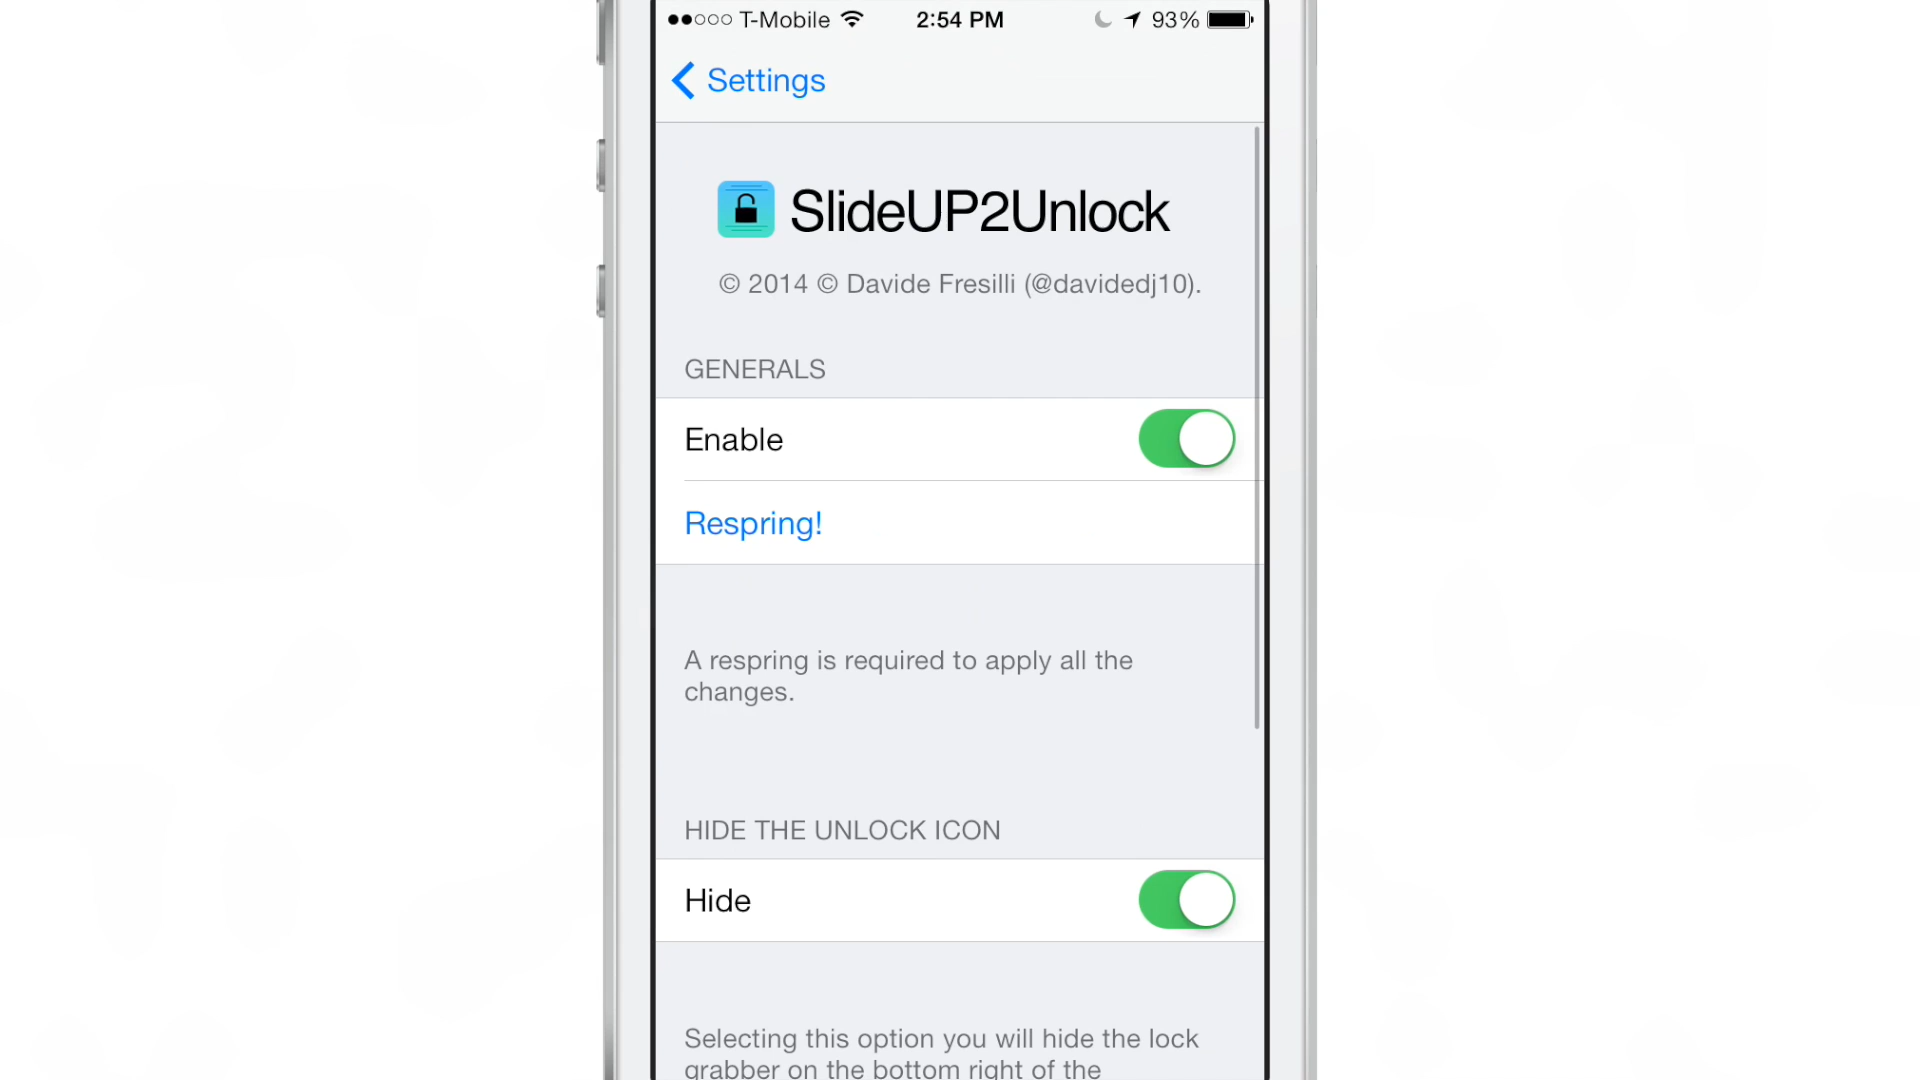 T-Mobile 2:54 PM 93%
Settings
SlideUP2Unlock
© 2014 © Davide Fresilli (@davidedj10).
GENERALS
Enable
Respring!
A respring is required to apply all the
changes.
HIDE THE UNLOCK ICON
Hide
Selecting this option you will hide the lock
grabber on the bottom right of the